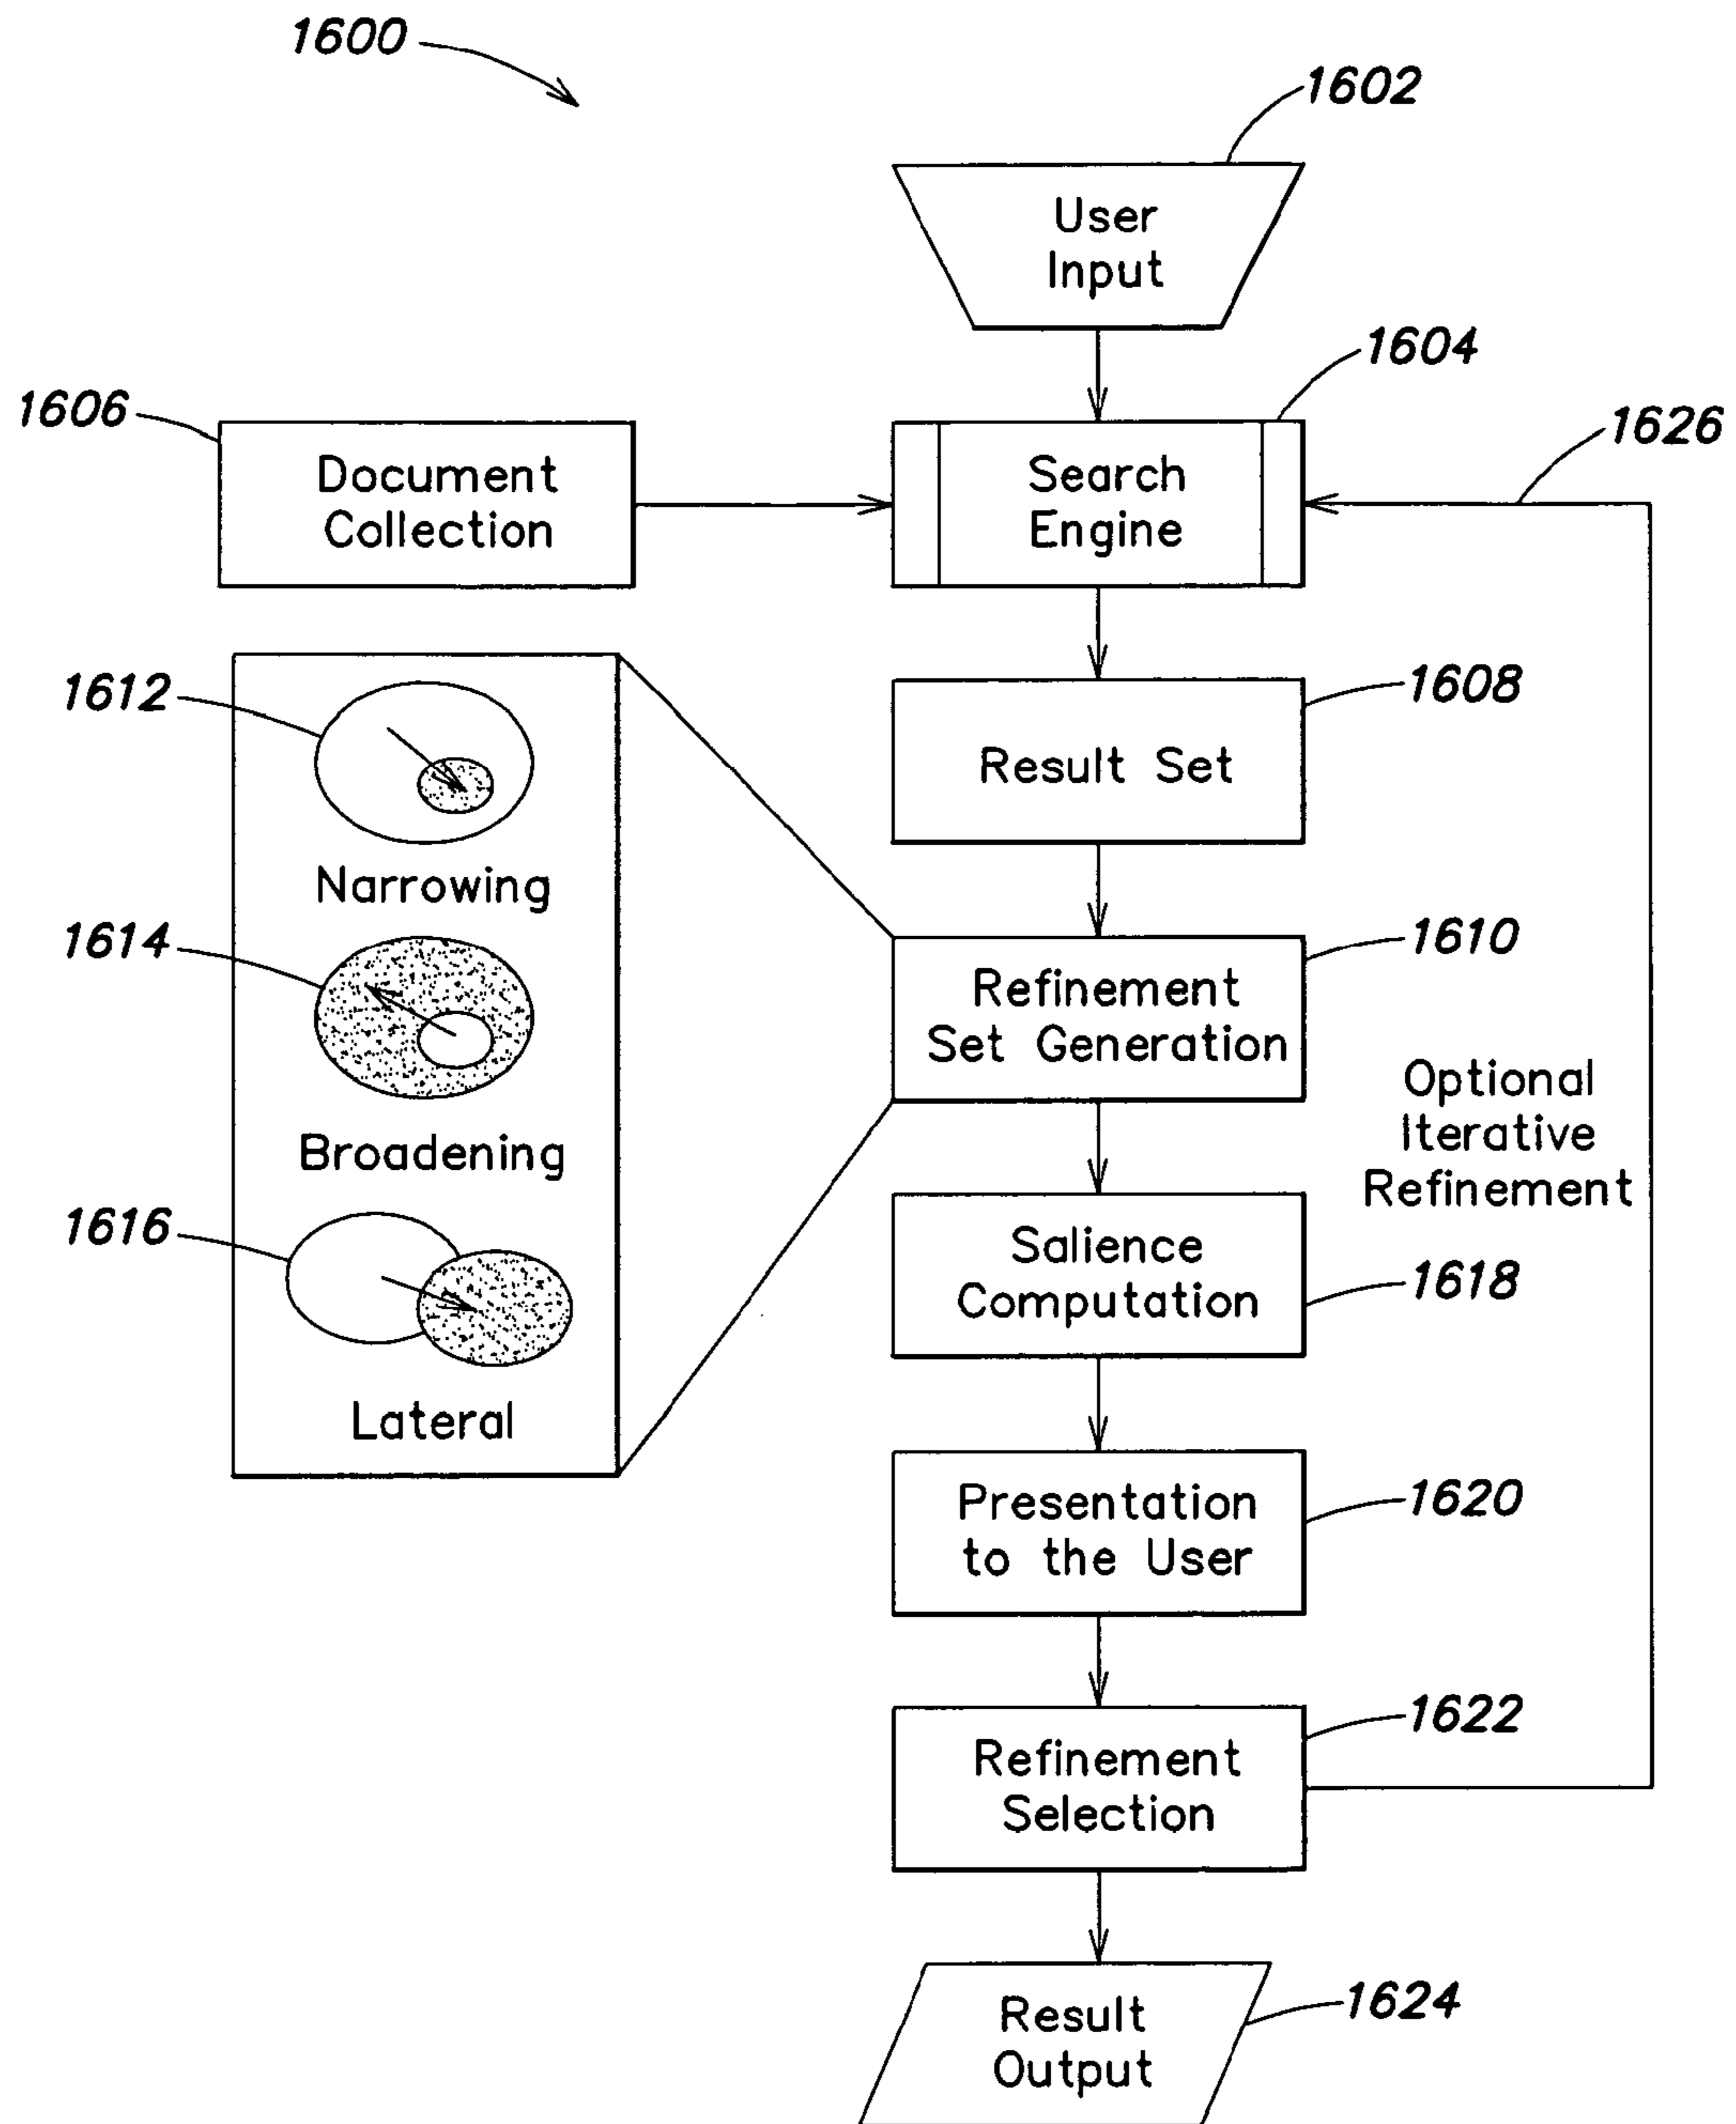 1600
1602
User
Input
1604
1606
1626
Document
Collection
Search
Engine
1612
1608
Result Set
Narrowing
1614
1610
Refinement
Set Generation
Optional
Iterative
Refinement
Broadening
1616
Salience
Computation
1618
Lateral
Presentation
to the User
1620
Refinement
Selection
1622
Result
Output
1624